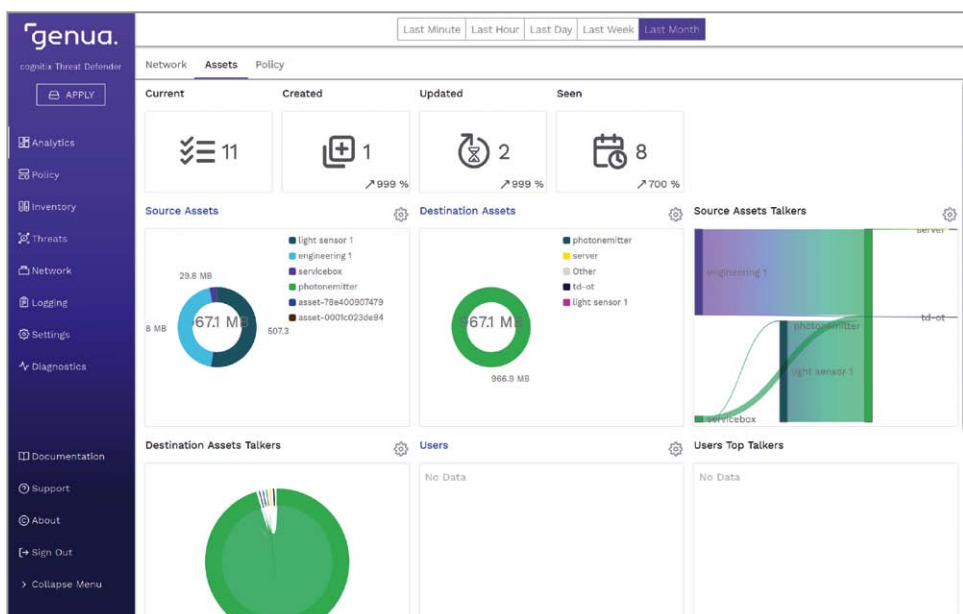 genua.
cognitix Threat Defender
APPLY
Analytics
Policy
Inventory
Threats
Network
Logging
Settings
Diagnostics
Documentation
Support
About
Sign Out
Collapse Menu
Last Minute Last Hour Last Day Last Week Last Month
Network Assets Policy
Current Created Updated Seen
11 1 2 8
999 % 999 % 700 %
Source Assets
light sensor 1
engineering 1
servicebox
photonemitter
asset-78e400907479
asset-0001c023de94
29.8 MB
8 MB
67.1 MB
507.3
Destination Assets
photonemitter
server
Other
td-ot
light sensor 1
67.1 MB
966.9 MB
Source Assets Talkers
server
engineering 1
td-ot
photonemitter
light sensor 1
servicebox
Destination Assets Talkers
Users
No Data
Users Top Talkers
No Data